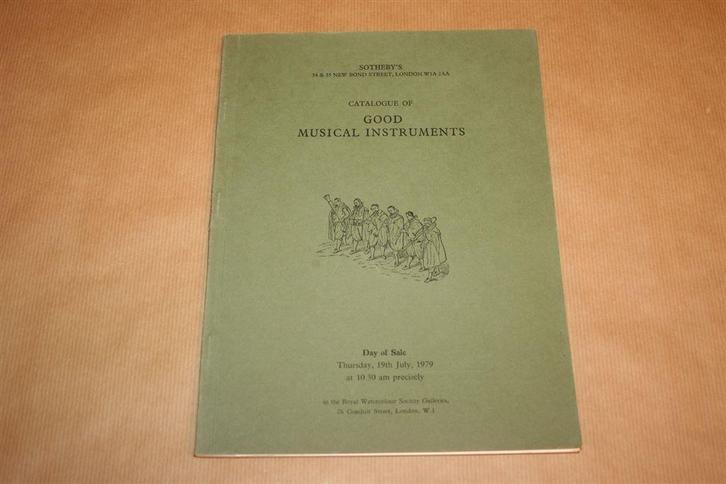 SOTHEBY'S
34 & 35 NEW BOND STREET, LONDON W1A 2AA
CATALOGUE OF
GOOD
MUSICAL INSTRUMENTS
Day of Sale
Thursday, 19th July, 1979
at 10.30 am precisely
in the Royal Watercolour Society Galleries,
26 Conduit Street, London, W.1